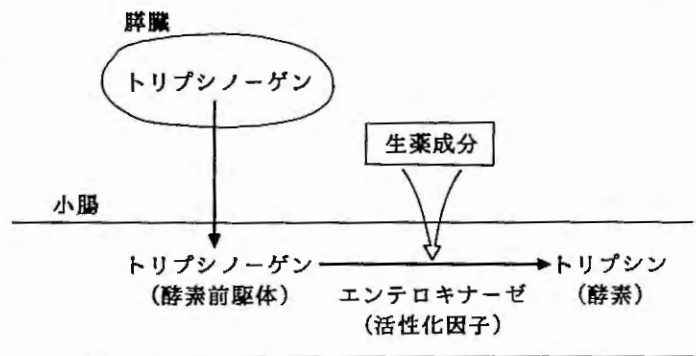 膵臓
トリプシノーゲン
生薬成分
小腸
トリプシノーゲン
トリプシン
(酵素前駆体)
エンテロキナーゼ
(酵素)
(活性化因子)